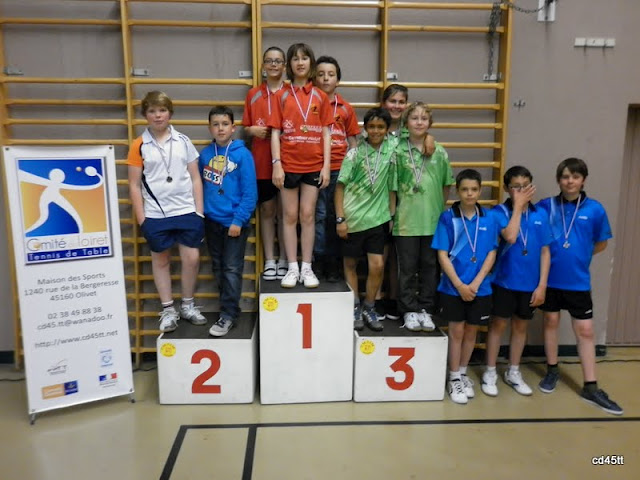 Comité du Loiret
Tennis de Table
Maison des Sports
1240 rue de la Bergeresse
45160 Olivet
02 38 49 88 38
cd45.tt@wanadoo.fr
http://www.cd45tt.net
2
1
3
cd45tt